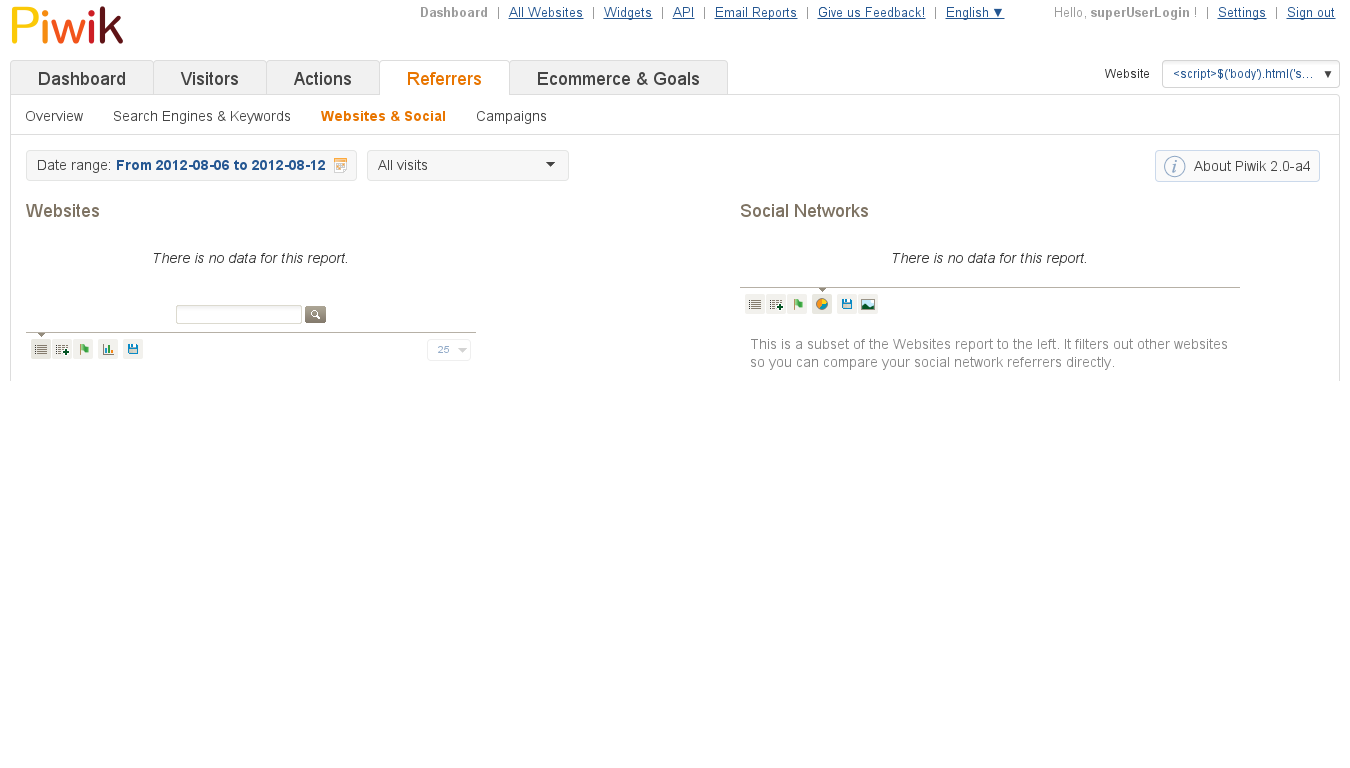 Piwik
Dashboard | All Websites | Widgets | API | Email Reports | Give us Feedback! | English ▼ Hello, superUserLogin ! | Settings | Sign out
Dashboard Visitors Actions Referrers Ecommerce & Goals
Website <script>$('body').html('s... ▼
Overview Search Engines & Keywords Websites & Social Campaigns
Date range: From 2012-08-06 to 2012-08-12 All visits
i About Piwik 2.0-a4
Websites
There is no data for this report.
25
Social Networks
There is no data for this report.
This is a subset of the Websites report to the left. It filters out other websites
so you can compare your social network referrers directly.